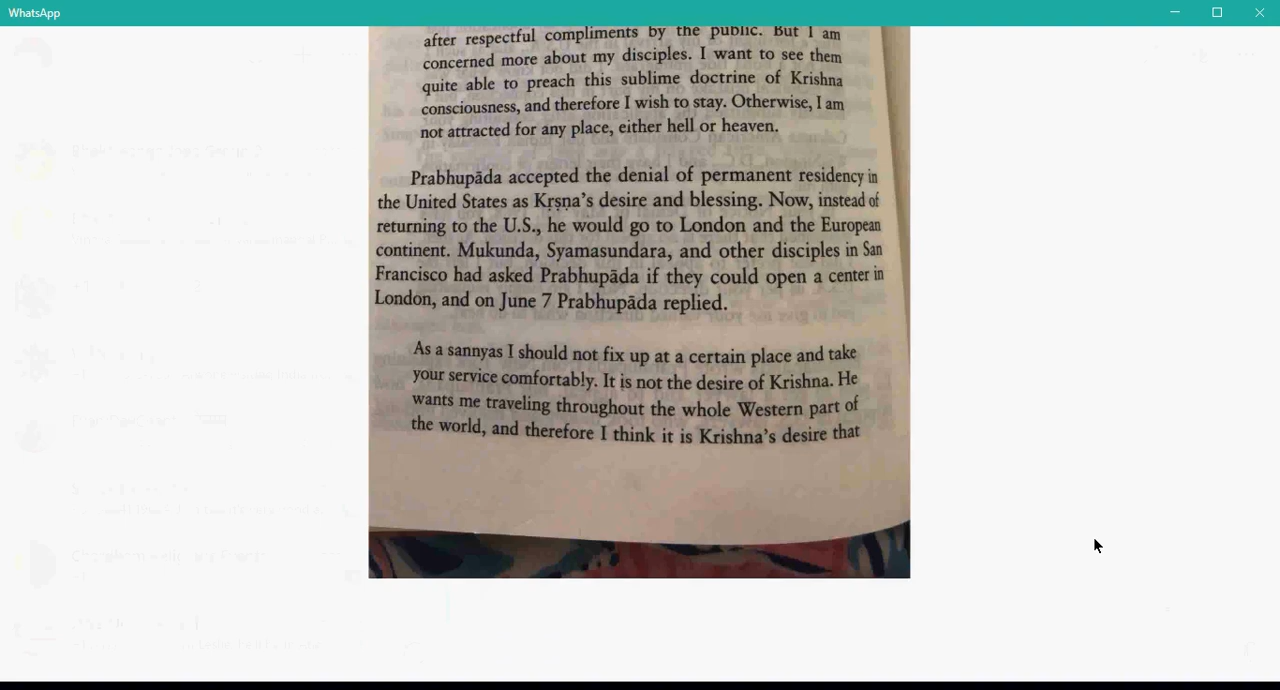 WhatsApp
after respectful compliments by the public. But I am
concerned more about my disciples. I want to see them
quite able to preach this sublime doctrine of Krishna
consciousness, and therefore I wish to stay. Otherwise, I am
not attracted for any place, either hell or heaven.
Prabhupāda accepted the denial of permanent residency in
the United States as Kṛṣṇa's desire and blessing. Now, instead of
returning to the U.S., he would go to London and the European
continent. Mukunda, Syamasundara, and other disciples in San
Francisco had asked Prabhupāda if they could open a center in
London, and on June 7 Prabhupāda replied.
As a sannyas I should not fix up at a certain place and take
your service comfortably. It is not the desire of Krishna. He
wants me traveling throughout the whole Western part of
the world, and therefore I think it is Krishna's desire that